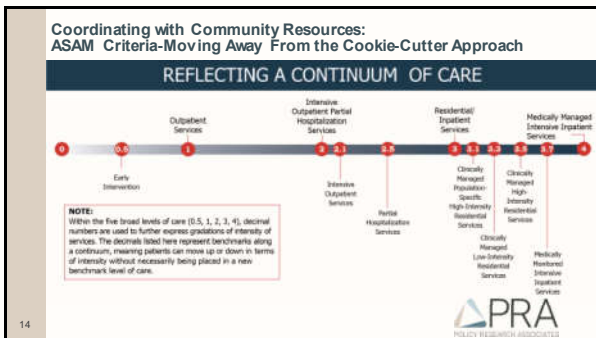 Coordinating with Community Resources:
ASAM Criteria-Moving Away From the Cookie-Cutter Approach
REFLECTING A CONTINUUM OF CARE
Outpatient
Services
Intensive
Outpatient Partial
Hospitalization
Services
Residential/
Inpatient
Services
Medically Managed
Intensive Inpatient
Services
0
0.5
1
2
2.1
2.5
3
3.1
3.3
3.5
3.7
4
Early
Intervention
Intensive
Outpatient
Services
Partial
Hospitalization
Services
Clinically
Managed
Population-
Specific
High-Intensity
Residential
Services
Clinically
Managed
Low-Intensity
Residential
Services
Clinically
Managed
High-
Intensity
Residential
Services
Medically
Monitored
Intensive
Inpatient
Services
NOTE:
Within the five broad levels of care (0.5, 1, 2, 3, 4), decimal
numbers are used to further express gradations of intensity of
services. The decimals listed here represent benchmarks along
a continuum, meaning patients can move up or down in terms
of intensity without necessarily being placed in a new
benchmark level of care.
14
PRA
POLICY RESEARCH ASSOCIATES